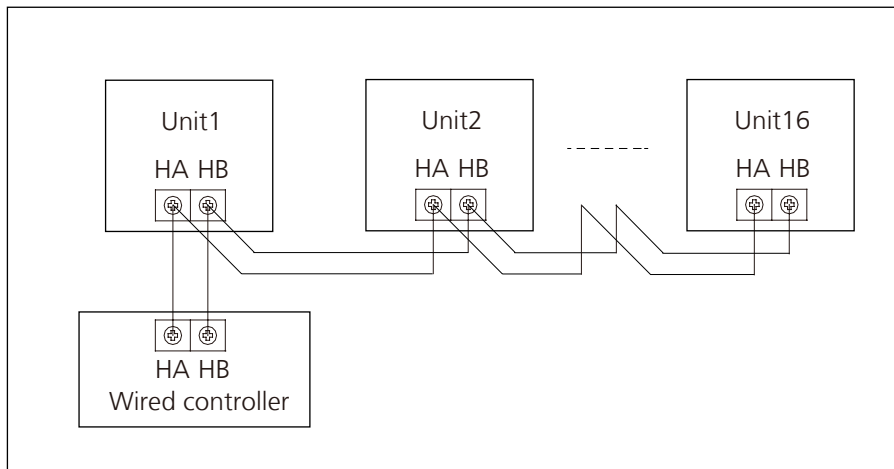 Unit1 Unit2 Unit16
HA HB HA HB HA HB
HA HB
Wired controller